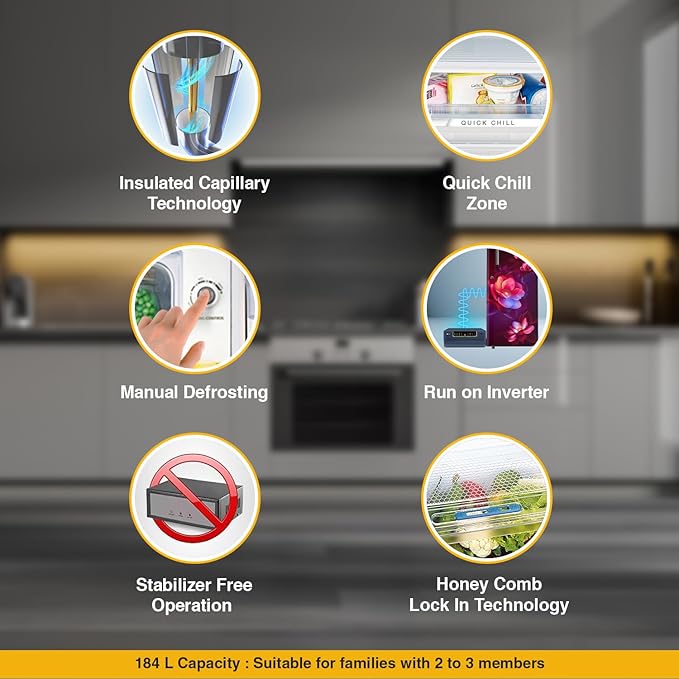 Insulated Capillary
Technology
QUICK CHILL
Quick Chill
Zone
Manual Defrosting
Run on Inverter
Stabilizer Free
Operation
Honey Comb
Lock In Technology
184 L Capacity : Suitable for families with 2 to 3 members